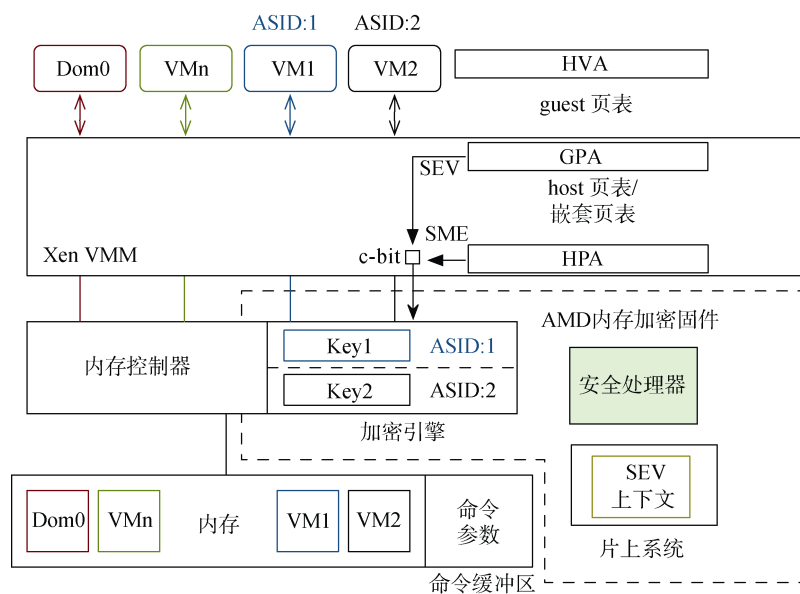 ASID:1
ASID:2
Dom0
VMn
VM1
VM2
HVA
guest 页表
SEV
GPA
host 页表/
嵌套页表
SME
Xen VMM
c-bit
HPA
AMD内存加密固件
内存控制器
Key1
ASID:1
Key2
ASID:2
安全处理器
加密引擎
SEV
上下文
片上系统
Dom0
VMn
内存
VM1
VM2
命令
参数
命令缓冲区